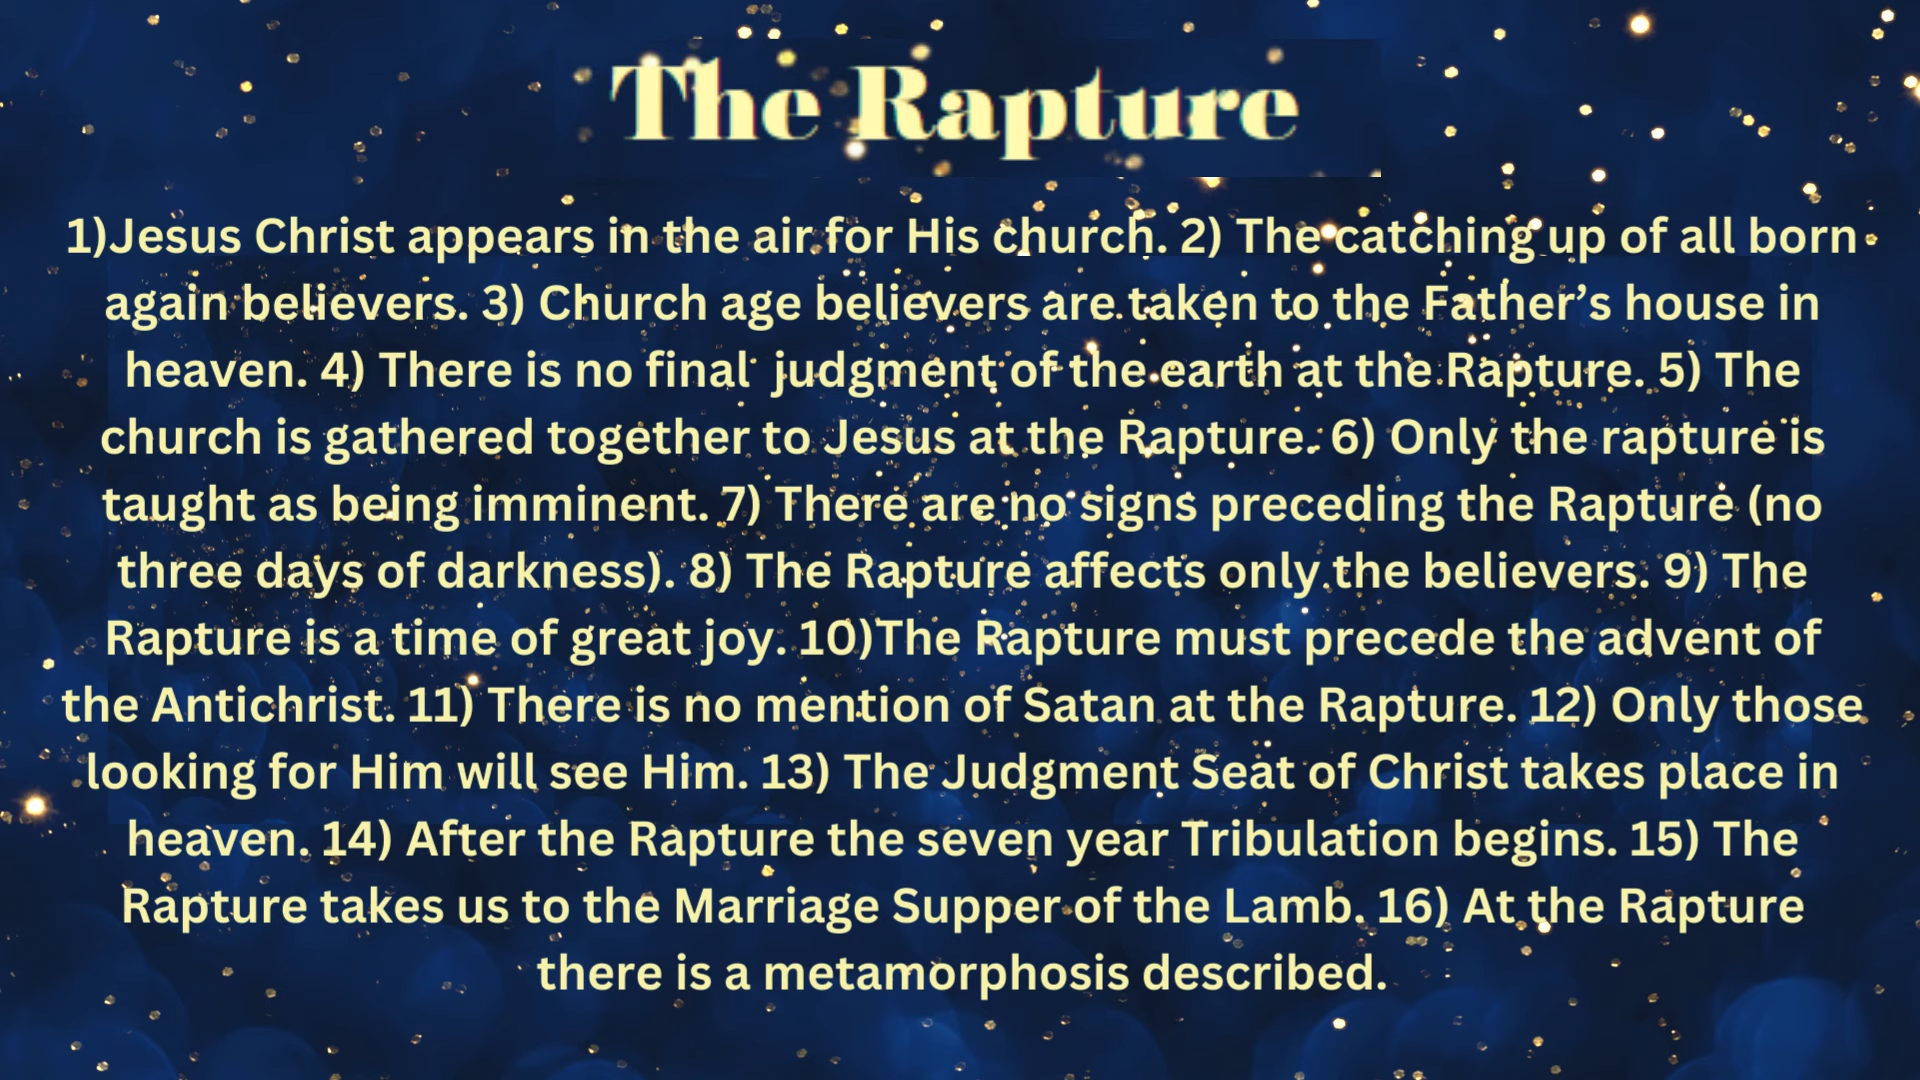 The Rapture
1)Jesus Christ appears in the air for His church. 2) The catching up of all born
again believers. 3) Church age believers are taken to the Father’s house in
heaven. 4) There is no final judgment of the earth at the Rapture. 5) The
church is gathered together to Jesus at the Rapture. 6) Only the rapture is
taught as being imminent. 7) There are no signs preceding the Rapture (no
three days of darkness). 8) The Rapture affects only the believers. 9) The
Rapture is a time of great joy. 10)The Rapture must precede the advent of
the Antichrist. 11) There is no mention of Satan at the Rapture. 12) Only those
looking for Him will see Him. 13) The Judgment Seat of Christ takes place in
heaven. 14) After the Rapture the seven year Tribulation begins. 15) The
Rapture takes us to the Marriage Supper of the Lamb. 16) At the Rapture
there is a metamorphosis described.